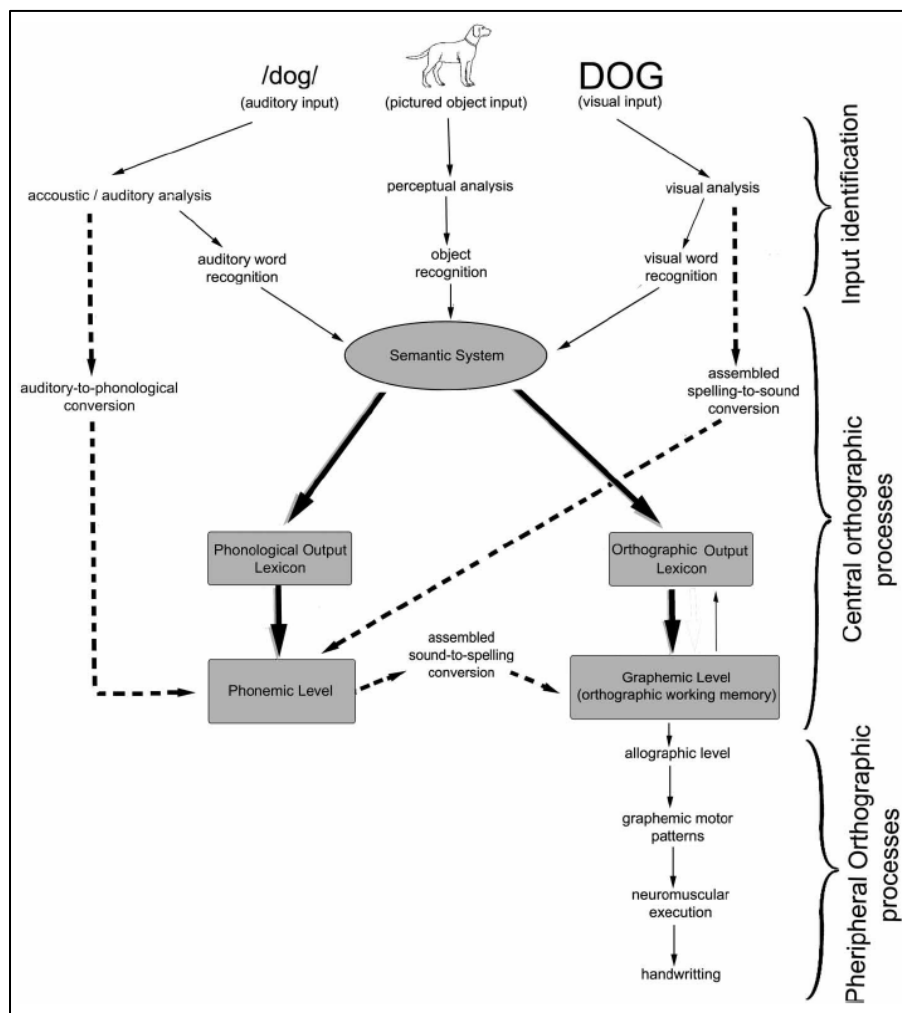 /dog/
(auditory input)
(pictured object input)
DOG
(visual input)
accoustic / auditory analysis
perceptual analysis
visual analysis
auditory word
recognition
object
recognition
visual word
recognition
Input identification
Semantic System
auditory-to-phonological
conversion
assembled
spelling-to-sound
conversion
Phonological Output
Lexicon
Orthographic Output
Lexicon
Central orthographic
processes
assembled
sound-to-spelling
conversion
Phonemic Level
Graphemic Level
(orthographic working memory)
allographic level
graphemic motor
patterns
neuromuscular
execution
handwritting
Pheripheral Orthographic
processes